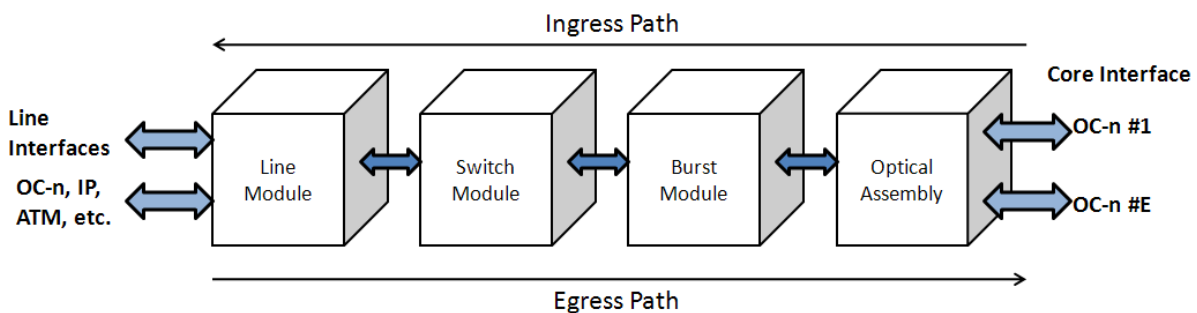 Ingress Path
Core Interface
Line
Interfaces
OC-n, IP,
ATM, etc.
Line
Module
Switch
Module
Burst
Module
Optical
Assembly
OC-n #1
OC-n #E
Egress Path